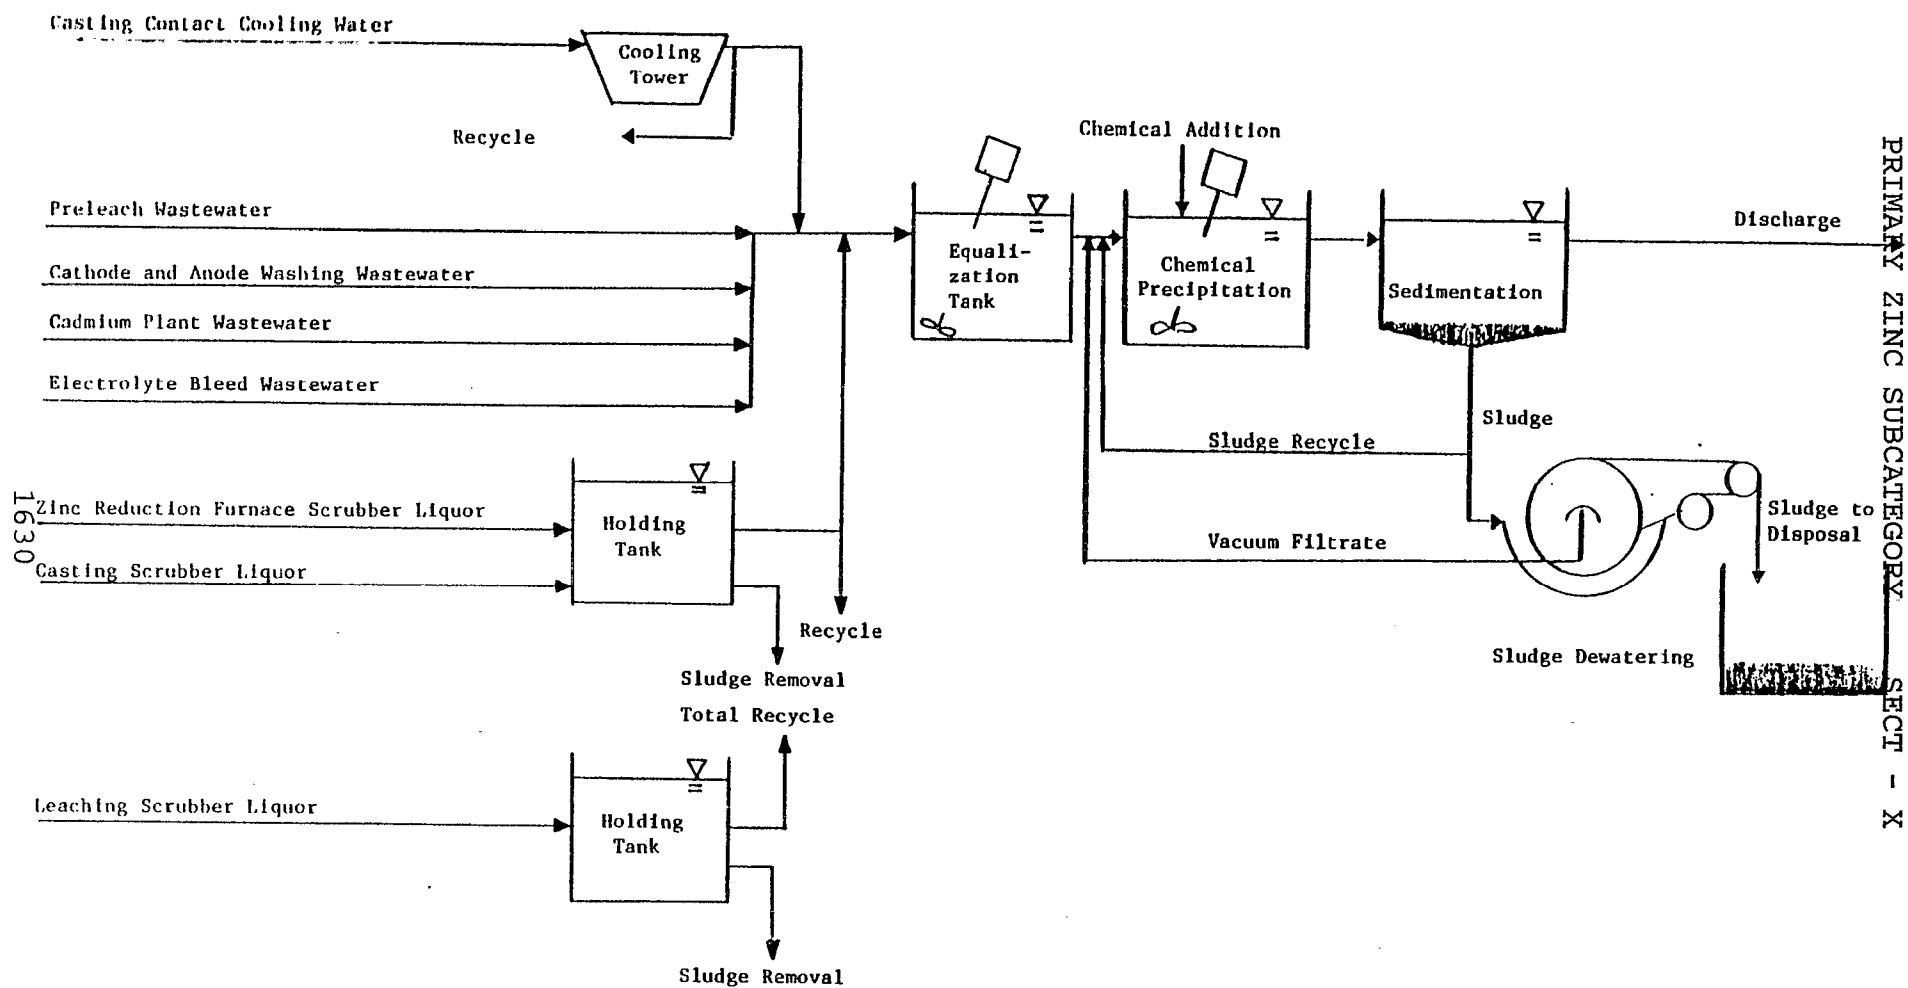 Casting Contact Cooling Water
Cooling
Tower
Recycle
Chemical Addition
Preleach Wastewater
Discharge
Cathode and Anode Washing Wastewater
Equali-
zation
Tank
Chemical
Precipitation
Sedimentation
Cadmium Plant Wastewater
Electrolyte Bleed Wastewater
Sludge
Sludge Recycle
Zinc Reduction Furnace Scrubber Liquor
Holding
Tank
Sludge to
Disposal
Vacuum Filtrate
Casting Scrubber Liquor
Recycle
Sludge Dewatering
Sludge Removal
Total Recycle
Leaching Scrubber Liquor
Holding
Tank
Sludge Removal
PRIMARY ZINC SUBCATEGORY SECT - X
1630